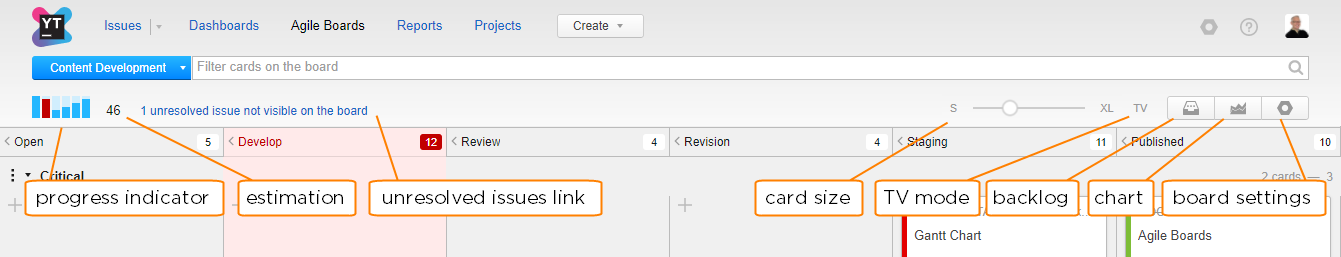 YT
Issues Dashboards Agile Boards Reports Projects Create
Content Development Filter cards on the board
46 1 unresolved issue not visible on the board S XL TV
Open 5 Develop 12 Review 4 Revision 4 Staging 11 Published 10
Critical 2 cards — 3
progress indicator estimation unresolved issues link card size TV mode backlog chart board settings
Gantt Chart Agile Boards